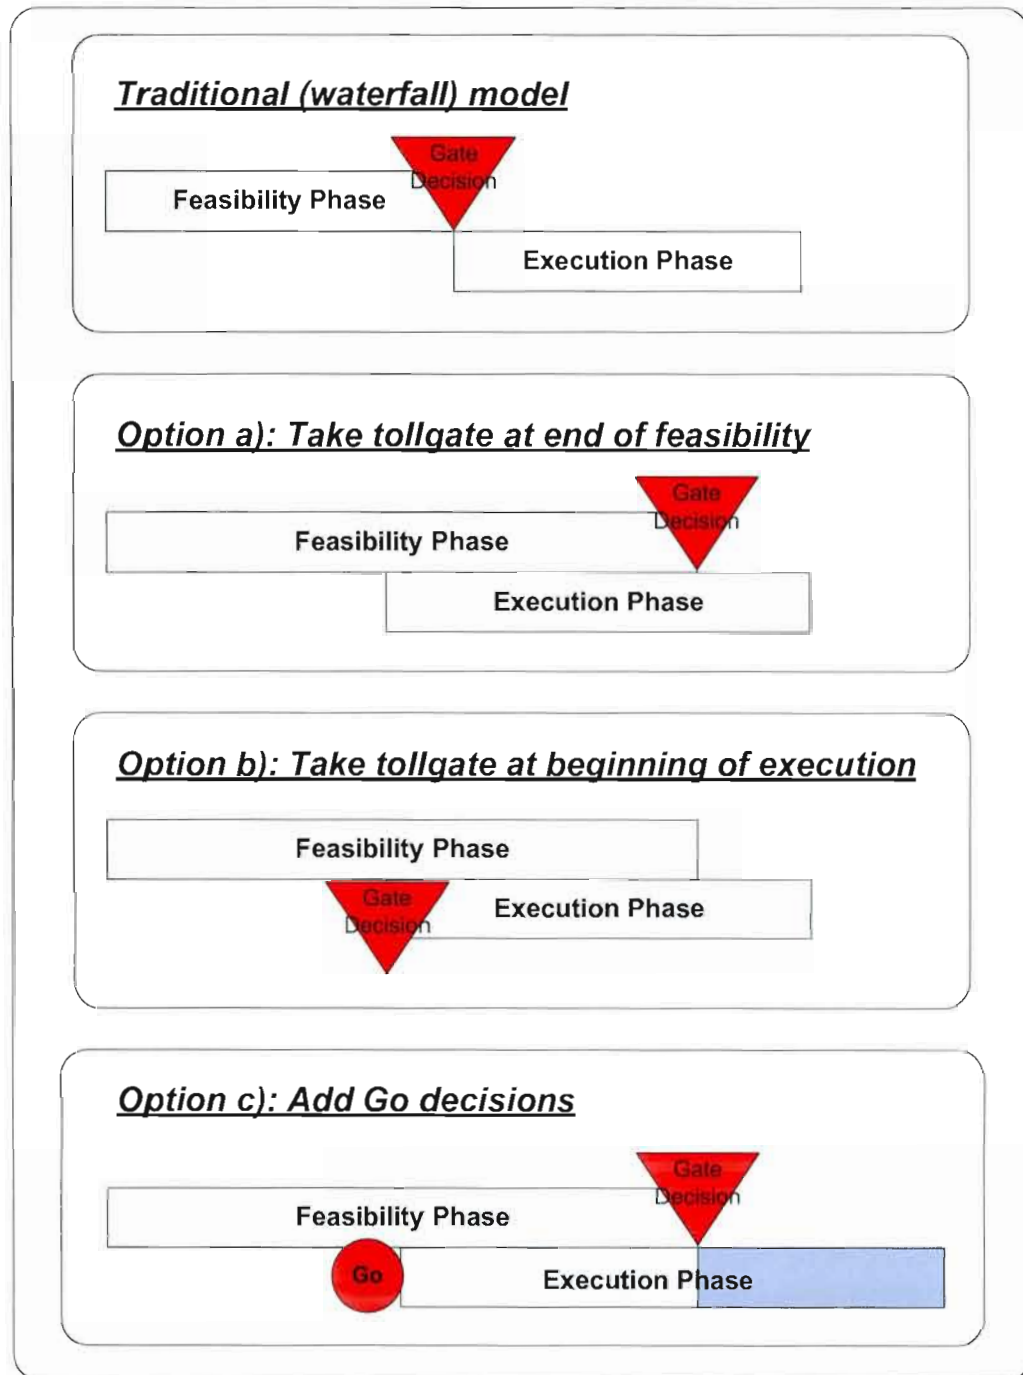 Traditional (waterfall) model
Gate
Decision
Feasibility Phase
Execution Phase
Option a): Take tollgate at end of feasibility
Gate
Decision
Feasibility Phase
Execution Phase
Option b): Take tollgate at beginning of execution
Feasibility Phase
Gate
Decision
Execution Phase
Option c): Add Go decisions
Gate
Decision
Feasibility Phase
Go
Execution Phase